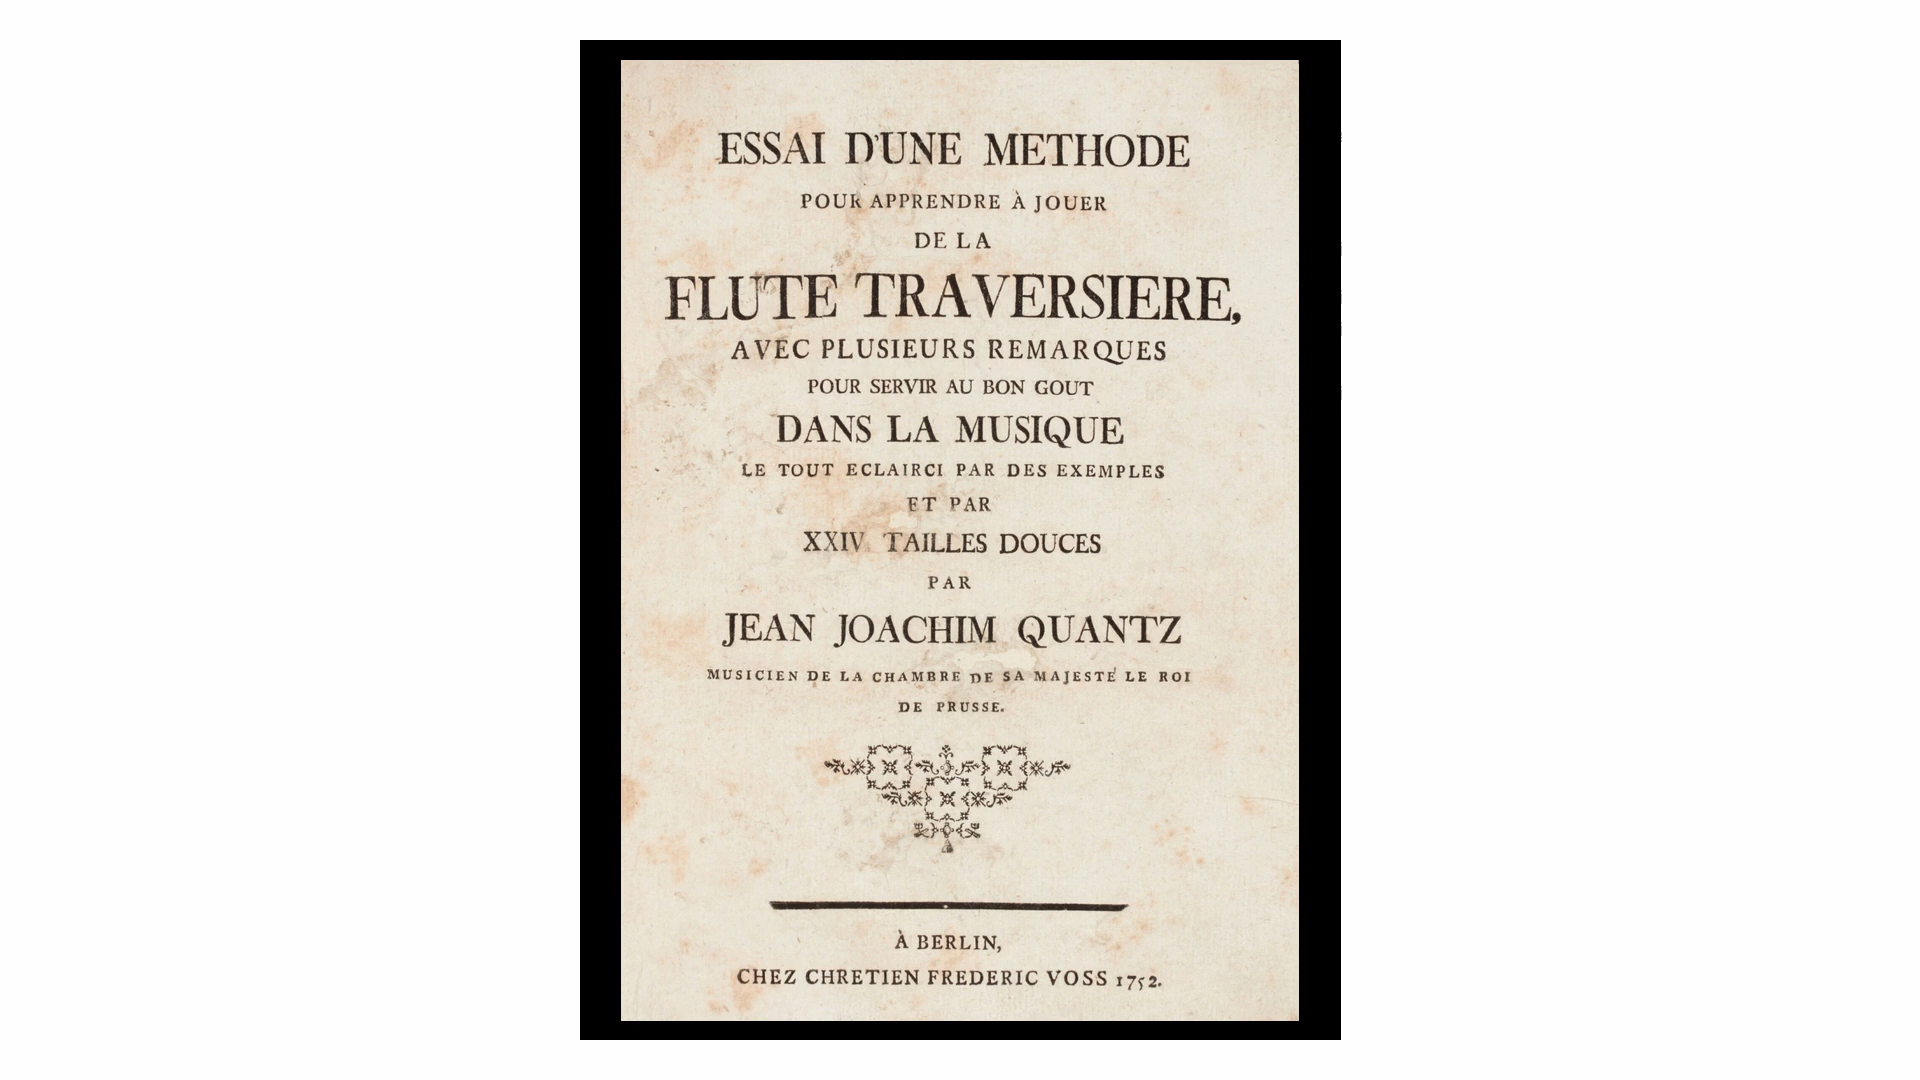 ESSAI D'UNE METHODE
POUR APPRENDRE À JOUER
DE LA
FLUTE TRAVERSIERE,
AVEC PLUSIEURS REMARQUES
POUR SERVIR AU BON GOUT
DANS LA MUSIQUE
LE TOUT ECLAIRCI PAR DES EXEMPLES
ET PAR
XXIV TAILLES DOUCES
PAR
JEAN JOACHIM QUANTZ
MUSICIEN DE LA CHAMBRE DE SA MAJESTÉ LE ROI
DE PRUSSE.
À BERLIN,
CHEZ CHRETIEN FREDERIC VOSS 1752.